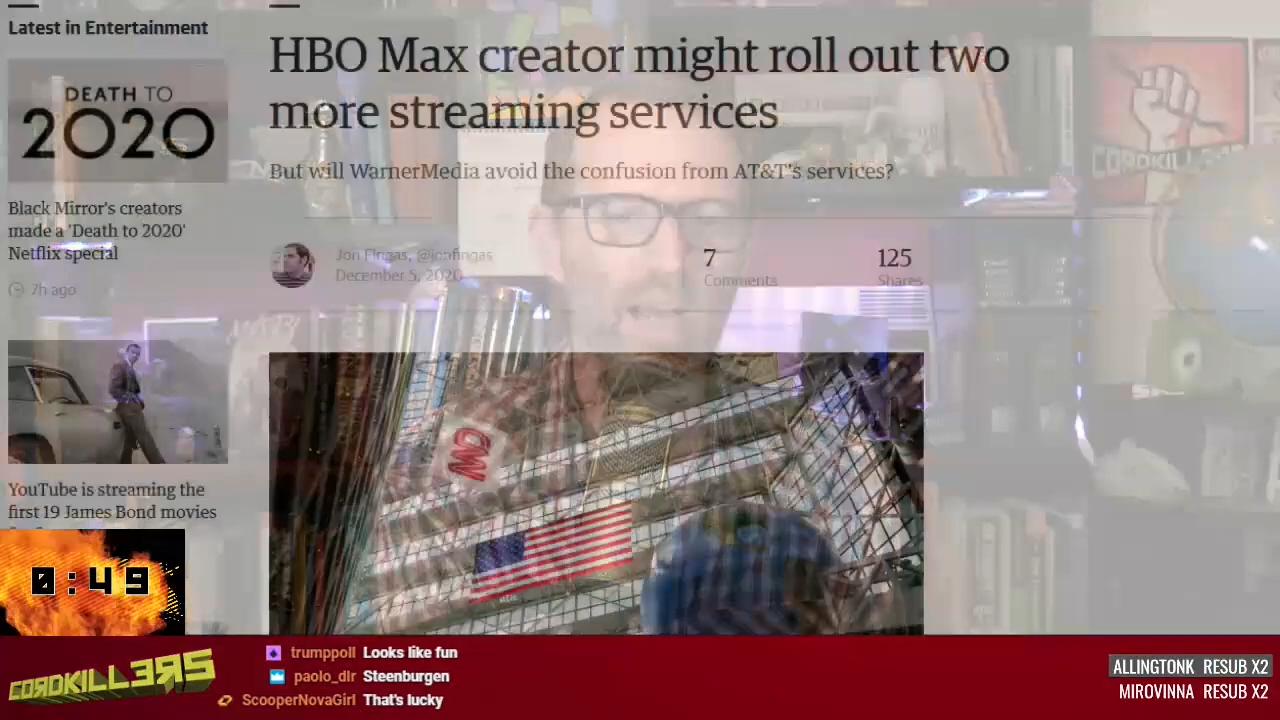 Latest in Entertainment
DEATH TO
2020
Black Mirror's creators
made a 'Death to 2020'
Netflix special
7h ago
YouTube is streaming the
first 19 James Bond movies
HBO Max creator might roll out two
more streaming services
But will WarnerMedia avoid the confusion from AT&T's services?
Jon Fingas, @jonfingas
December 5, 2020
7
Comments
125
Shares
CORDKILLERS
CNN
0:49
CORDKILLERS
trumppoll Looks like fun
paolo_dlr Steenburgen
ScooperNovaGirl That's lucky
ALLINGTONK RESUB X2
MIROVINNA RESUB X2